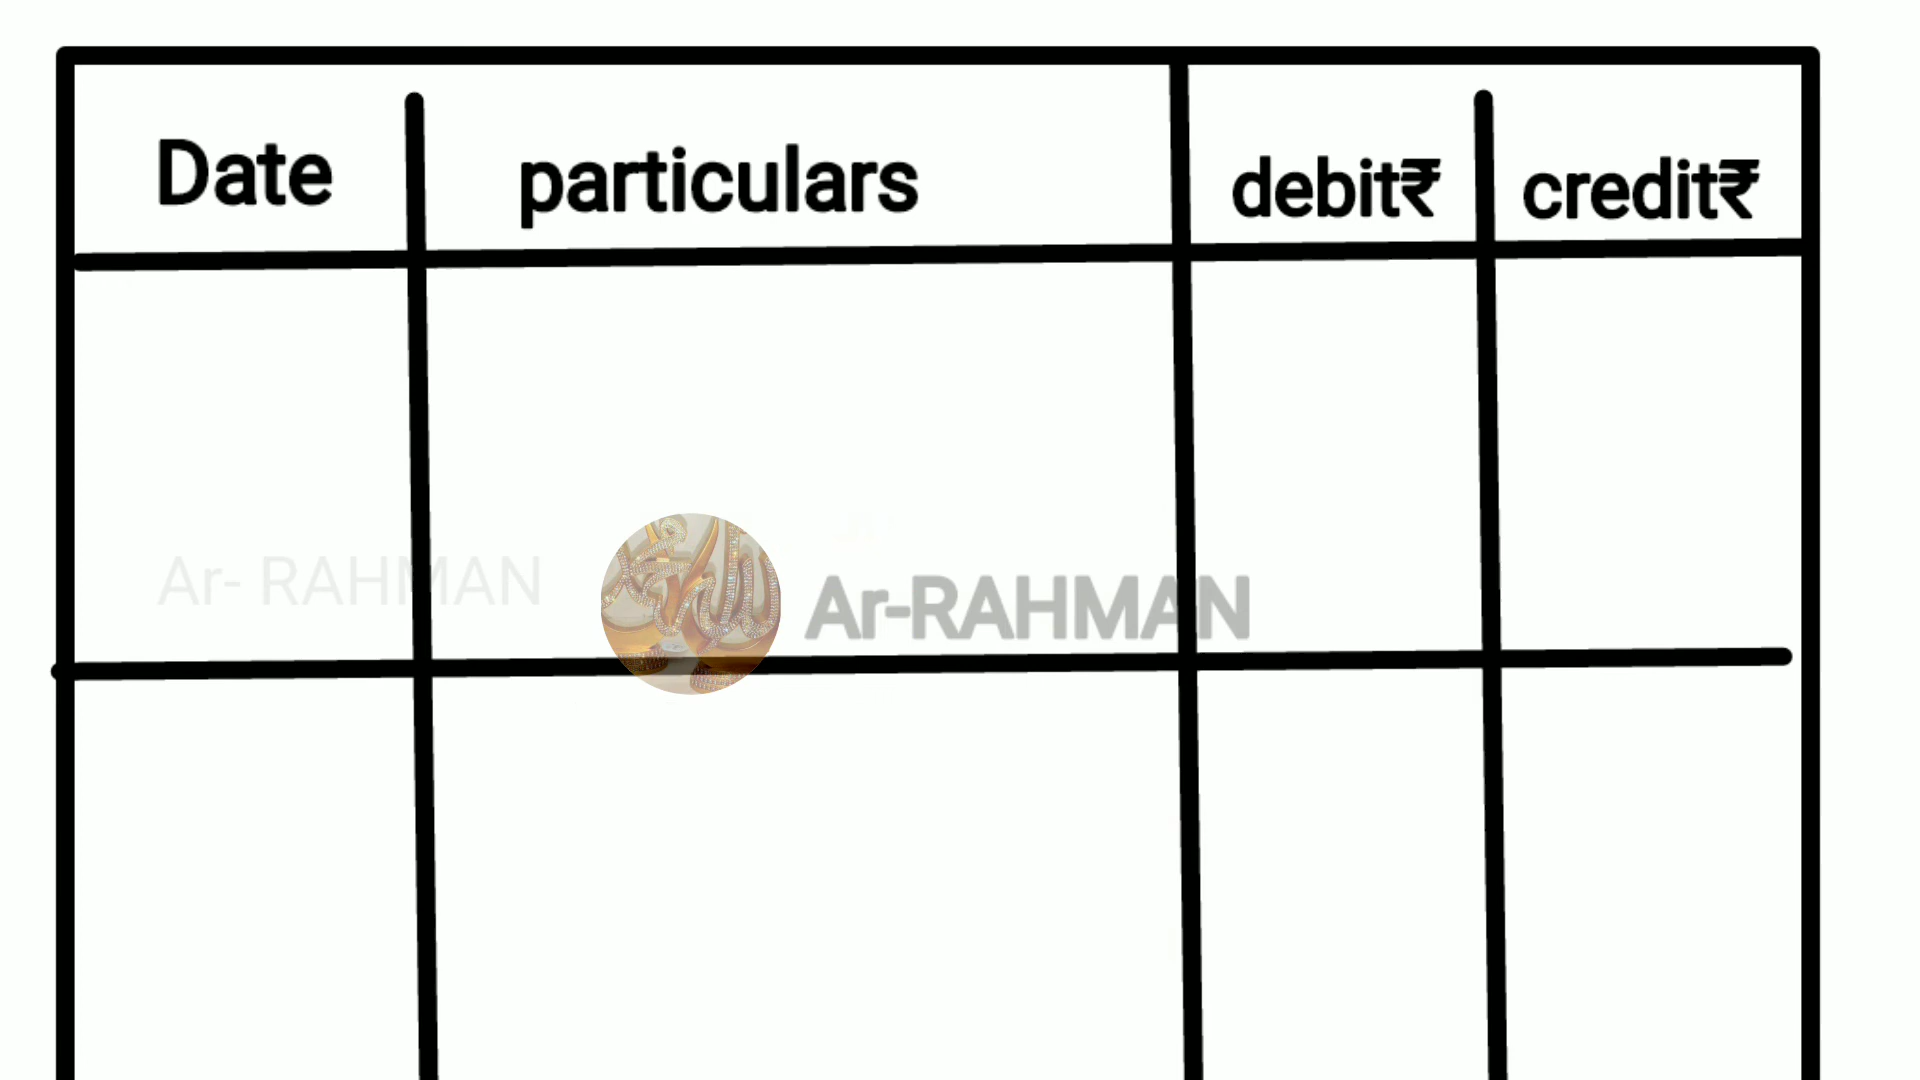 Date particulars debit₹ credit₹
Ar- RAHMAN
Ar-RAHMAN